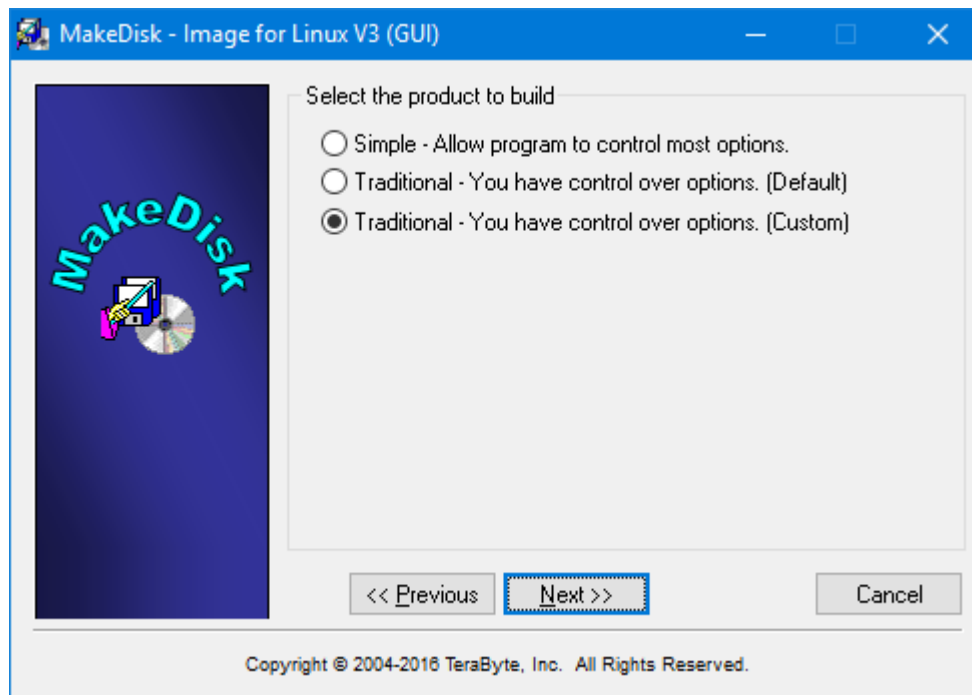 MakeDisk - Image for Linux V3 (GUI)
MakeDisk
Select the product to build
Simple - Allow program to control most options.
Traditional - You have control over options. (Default)
Traditional - You have control over options. (Custom)
<< Previous
Next >>
Cancel
Copyright © 2004-2016 TeraByte, Inc. All Rights Reserved.